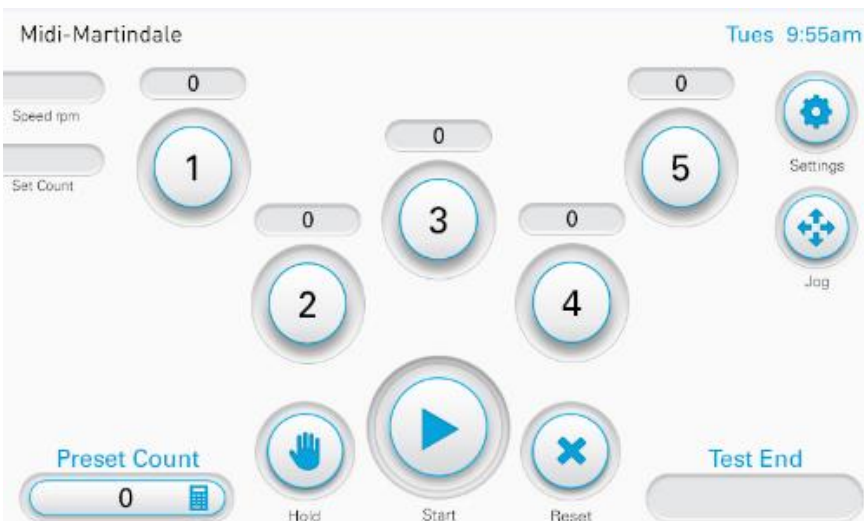 Midi-Martindale
Tues 9:55am
0
0
Speed rpm
0
1
5
Set Count
Settings
3
0
0
2
4
Jog
Preset Count
Test End
0
Hold
Start
Reset